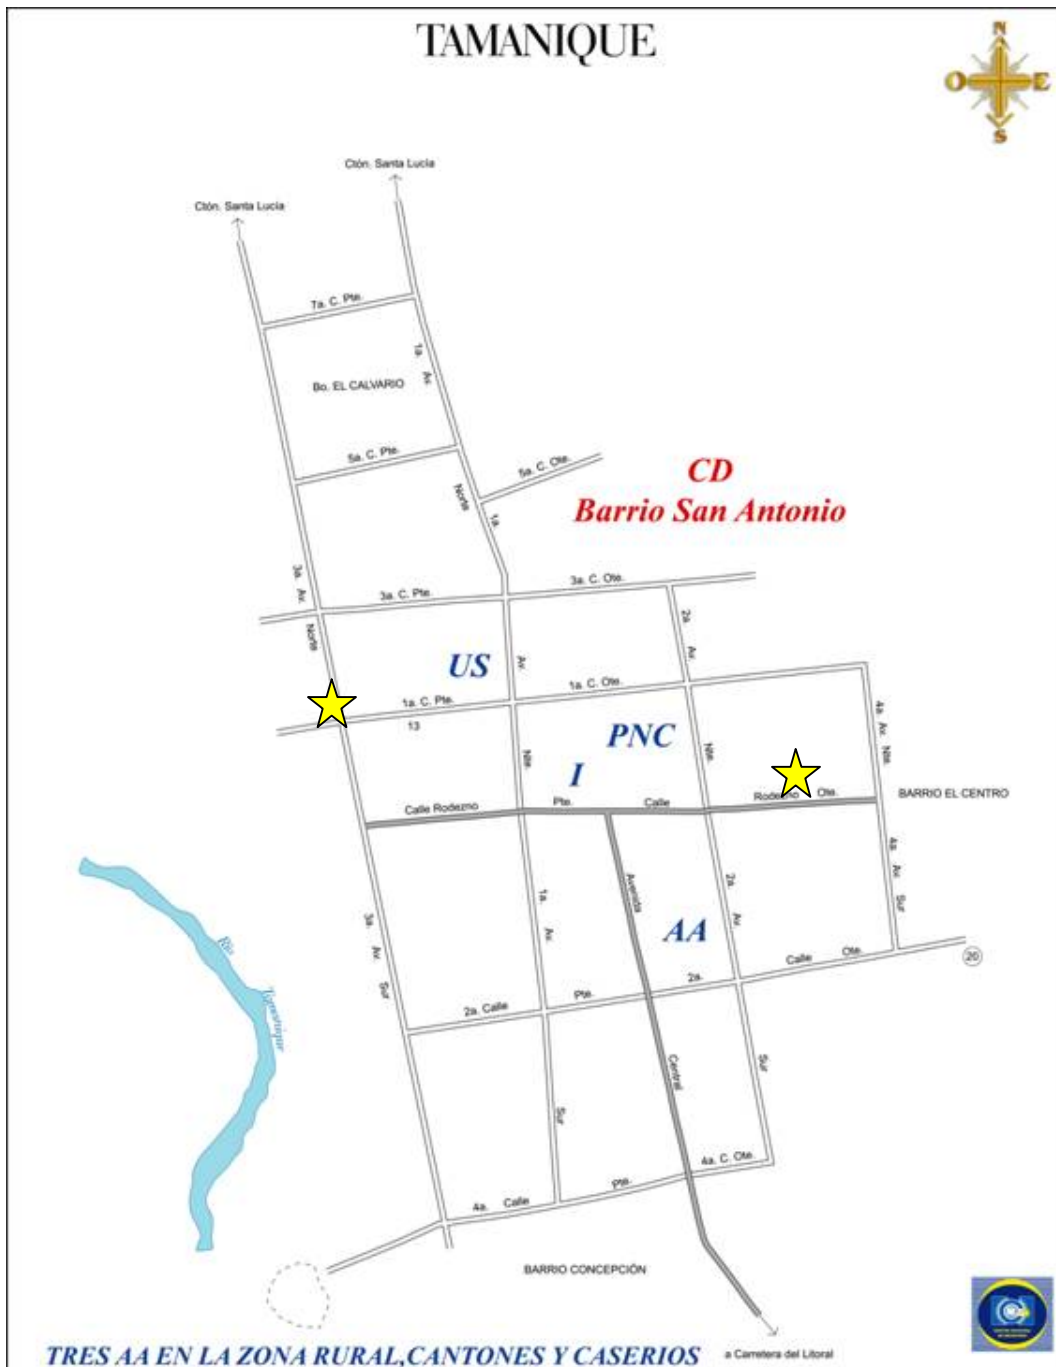 TAMANIQUE
N
O E
S
Ctón. Santa Lucia
Ctón. Santa Lucia
7a. C. Pte.
1a. Av.
Bo. EL CALVARIO
5a. C. Pte.
5a. C. Ote.
CD
Barrio San Antonio
Norte
1a.
3a. Av.
3a. C. Pte.
3a. C. Ote.
Norte
2a. Av.
US
Av.
1a. C. Pte.
1a. C. Ote.
13
4a. Av. Nte.
PNC
Nte.
Nte.
I
Calle Rodezno
Pte.
Calle
Rodezno Ote.
BARRIO EL CENTRO
4a. Av. Sur
Avenida
2a. Av.
1a. Av.
3a. Av. Sur
AA
Río
2a. Calle
Pte.
2a.
Calle Ote.
20
Central
Sur
Sur
4a. Calle
Pte.
4a. C. Ote.
BARRIO CONCEPCIÓN
TRES AA EN LA ZONA RURAL,CANTONES Y CASERIOS
a Carretera del Litoral